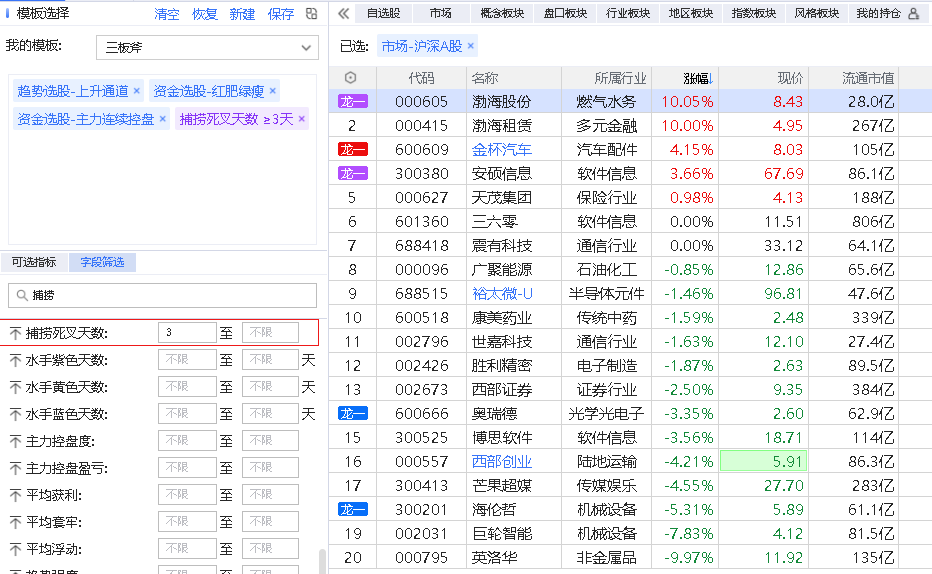 模板选择 清空 恢复 新建 保存
我的模板: 三板斧
趋势选股-上升通道 × 资金选股-红肥绿瘦 ×
资金选股-主力连续控盘 × 捕捞死叉天数 ≥3天 ×
可选指标 字段筛选
捕捞
捕捞死叉天数: 3 至 不限
水手紫色天数: 不限 至 不限 天
水手黄色天数: 不限 至 不限 天
水手蓝色天数: 不限 至 不限 天
主力控盘度: 不限 至 不限
主力控盘盈亏: 不限 至 不限
平均获利: 不限 至 不限
平均套牢: 不限 至 不限
平均浮动: 不限 至 不限
自选股 市场 概念板块 盘口板块 行业板块 地区板块 指数板块 风格板块 我的持仓
已选: 市场-沪深A股 ×
代码 名称 所属行业 涨幅↓ 现价 流通市值
龙一 000605 渤海股份 燃气水务 10.05% 8.43 28.0亿
2 000415 渤海租赁 多元金融 10.00% 4.95 267亿
龙一 600609 金杯汽车 汽车配件 4.15% 8.03 105亿
龙一 300380 安硕信息 软件信息 3.66% 67.69 86.1亿
5 000627 天茂集团 保险行业 0.98% 4.13 188亿
6 601360 三六零 软件信息 0.00% 11.51 806亿
7 688418 震有科技 通信行业 0.00% 33.12 64.1亿
8 000096 广聚能源 石油化工 -0.85% 12.86 65.6亿
9 688515 裕太微-U 半导体元件 -1.46% 96.81 47.6亿
10 600518 康美药业 传统中药 -1.59% 2.48 339亿
11 002796 世嘉科技 通信行业 -1.63% 12.10 27.4亿
12 002426 胜利精密 电子制造 -1.87% 2.63 89.5亿
13 002673 西部证券 证券行业 -2.50% 9.35 384亿
龙一 600666 奥瑞德 光学光电子 -3.35% 2.60 62.9亿
15 300525 博思软件 软件信息 -3.56% 18.71 114亿
16 000557 西部创业 陆地运输 -4.21% 5.91 86.3亿
17 300413 芒果超媒 传媒娱乐 -4.55% 27.70 283亿
龙一 300201 海伦哲 机械设备 -5.31% 5.89 61.1亿
19 002031 巨轮智能 机械设备 -7.83% 4.12 81.5亿
20 000795 英洛华 非金属品 -9.97% 11.92 135亿